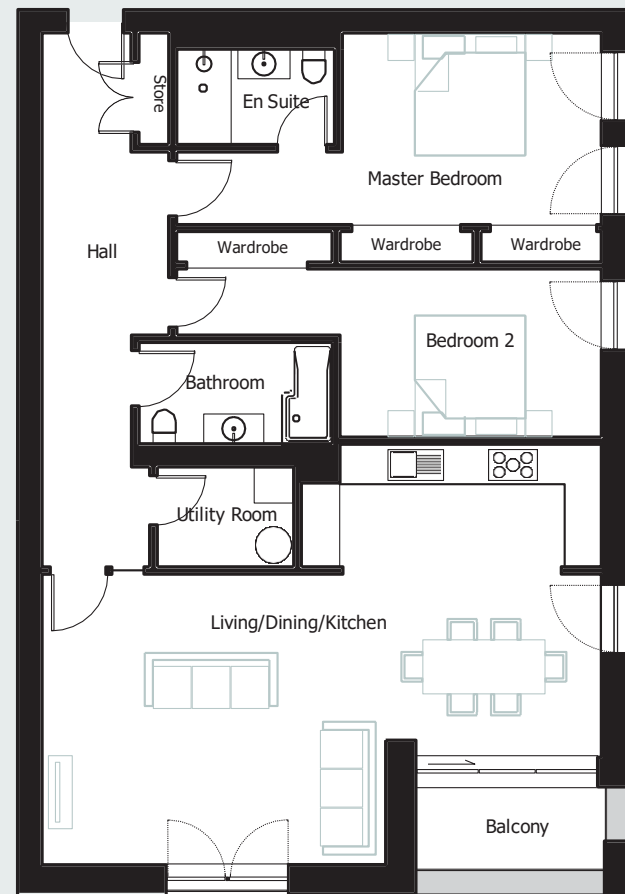 Store
En Suite
Master Bedroom
Hall
Wardrobe
Wardrobe
Wardrobe
Bedroom 2
Bathroom
Utility Room
Living/Dining/Kitchen
Balcony